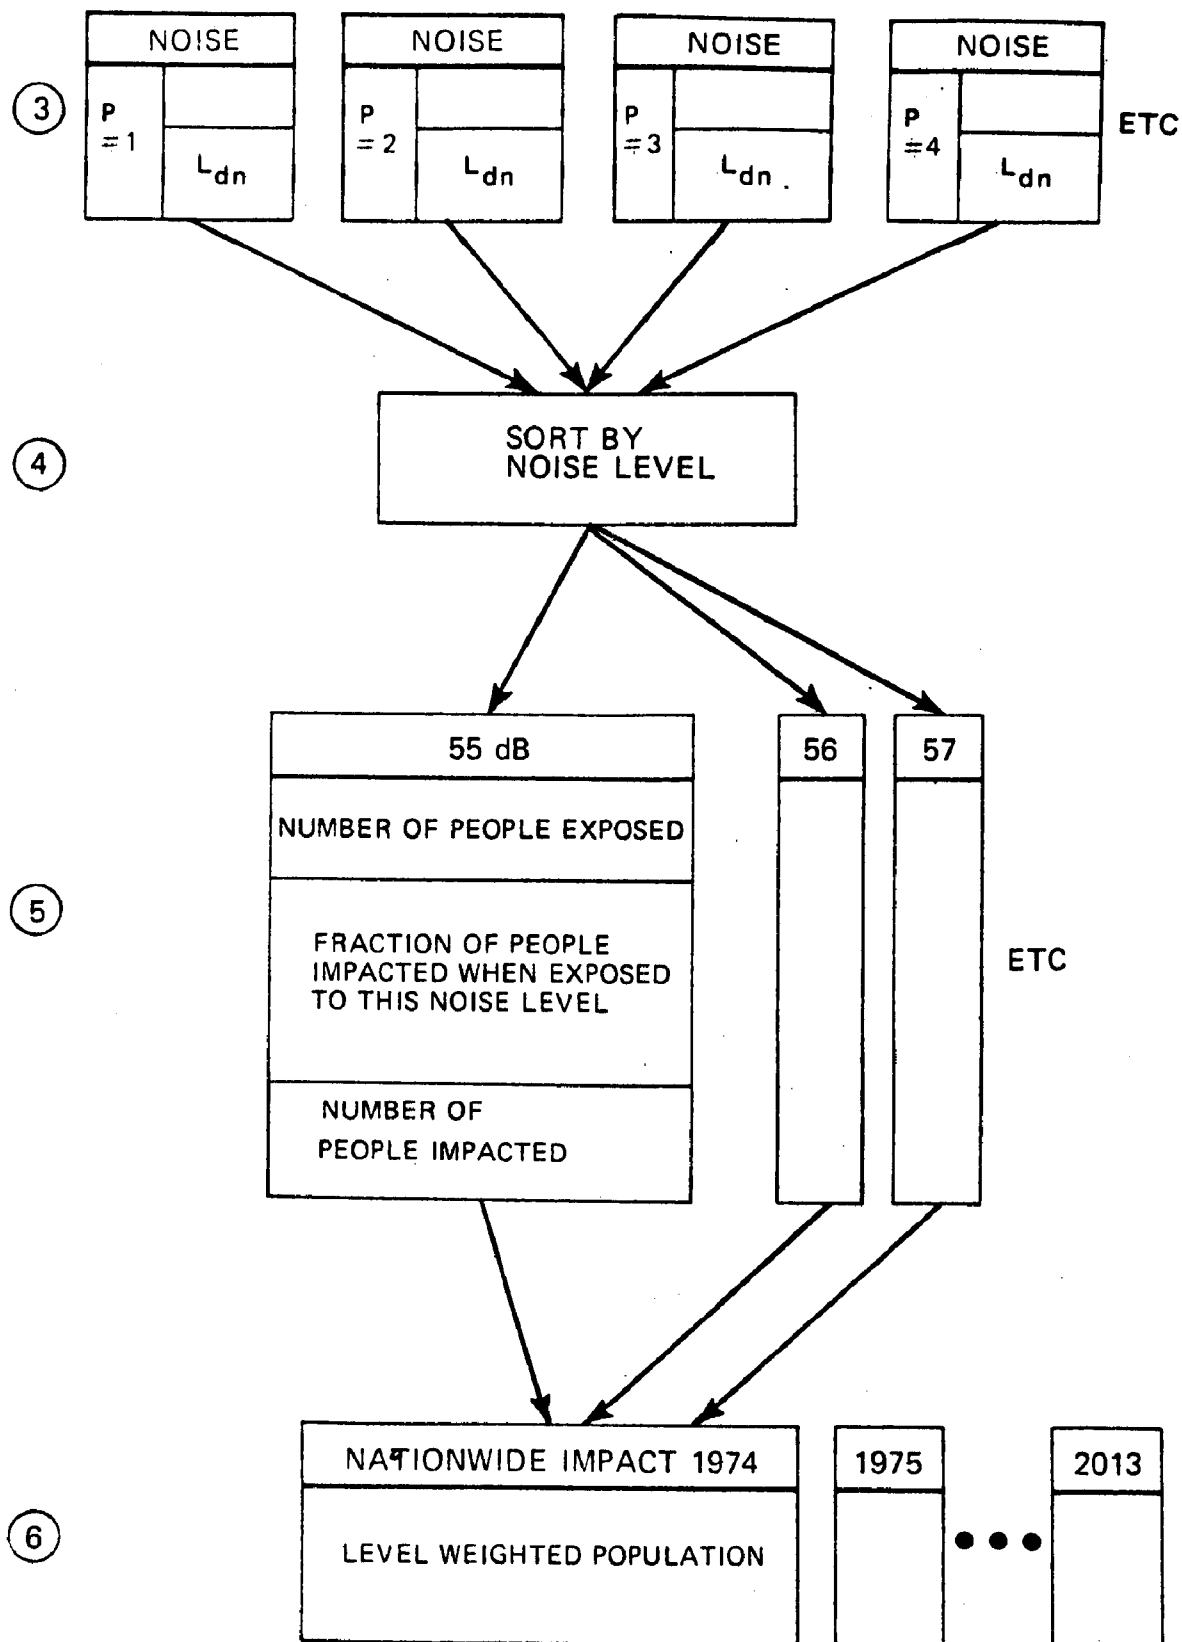 NOISE NOISE NOISE NOISE
3
P =1 P =2 P =3 P =4
Ldn Ldn Ldn Ldn
ETC
4
SORT BY
NOISE LEVEL
55 dB 56 57
NUMBER OF PEOPLE EXPOSED
5
FRACTION OF PEOPLE
IMPACTED WHEN EXPOSED
TO THIS NOISE LEVEL
ETC
NUMBER OF
PEOPLE IMPACTED
NATIONWIDE IMPACT 1974 1975 2013
6
LEVEL WEIGHTED POPULATION